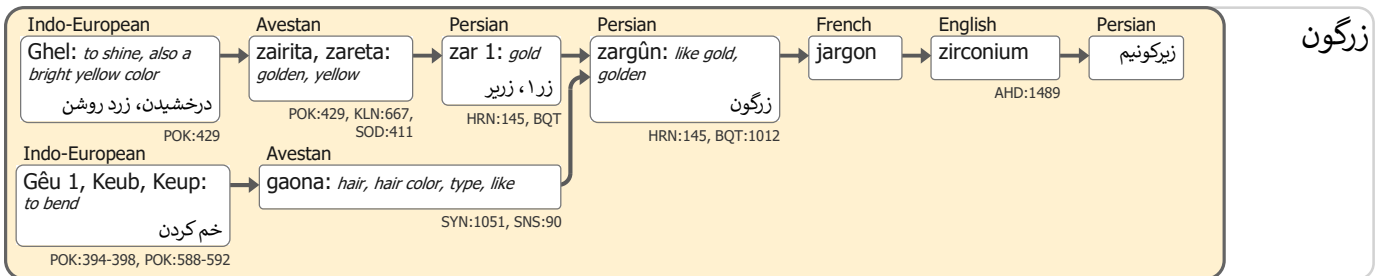 Indo-European
Ghel: to shine, also a
bright yellow color
درخشیدن، زرد روشن
POK:429
Avestan
zairita, zareta:
golden, yellow
POK:429, KLN:667,
SOD:411
Persian
zar 1: gold
زر ۱، زریر
HRN:145, BQT
Persian
zargûn: like gold,
golden
زرگون
HRN:145, BQT:1012
French
jargon
English
zirconium
AHD:1489
Persian
زیرکونیم
زرگون
Indo-European
Gêu 1, Keub, Keup:
to bend
خم کردن
POK:394-398, POK:588-592
Avestan
gaona: hair, hair color, type, like
SYN:1051, SNS:90